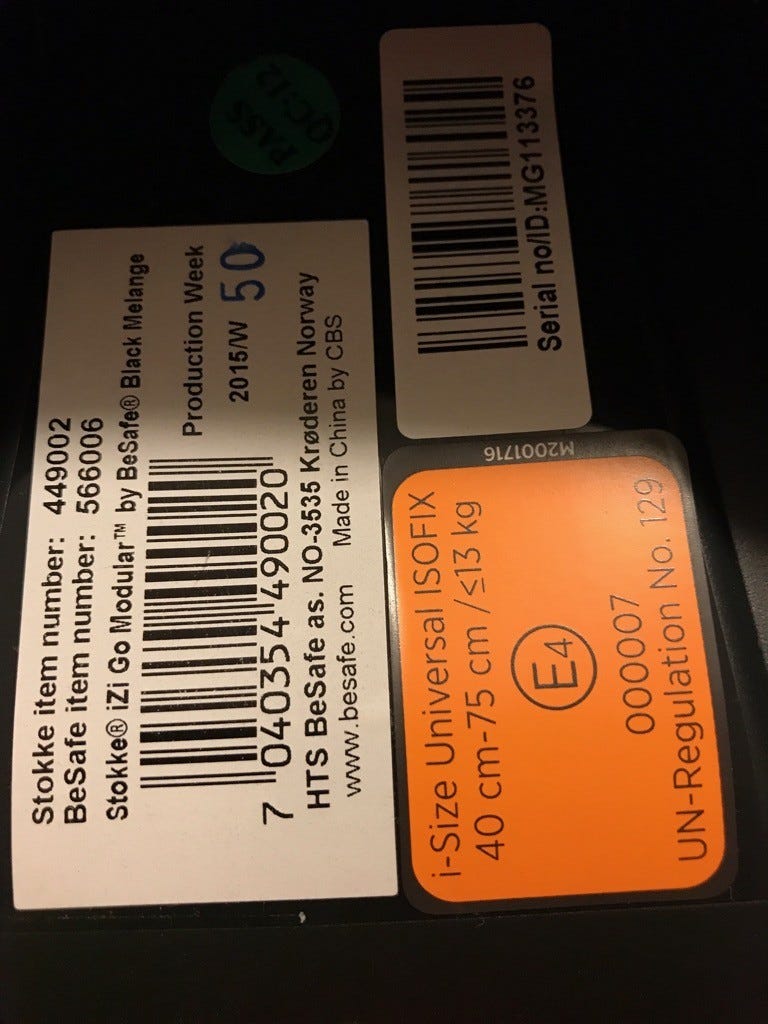 PASS
QC:12
Serial no/ID:MG113376
Stokke item number: 449002
BeSafe item number: 566006
Stokke® iZi Go Modular™ by BeSafe® Black Melange
Production Week
2015/W 50
7 040354 490020
HTS BeSafe as. NO-3535 Krøderen Norway
www.besafe.com Made in China by CBS
M2001716
i-Size Universal ISOFIX
40 cm-75 cm /≤13 kg
E4
000007
UN-Regulation No. 129